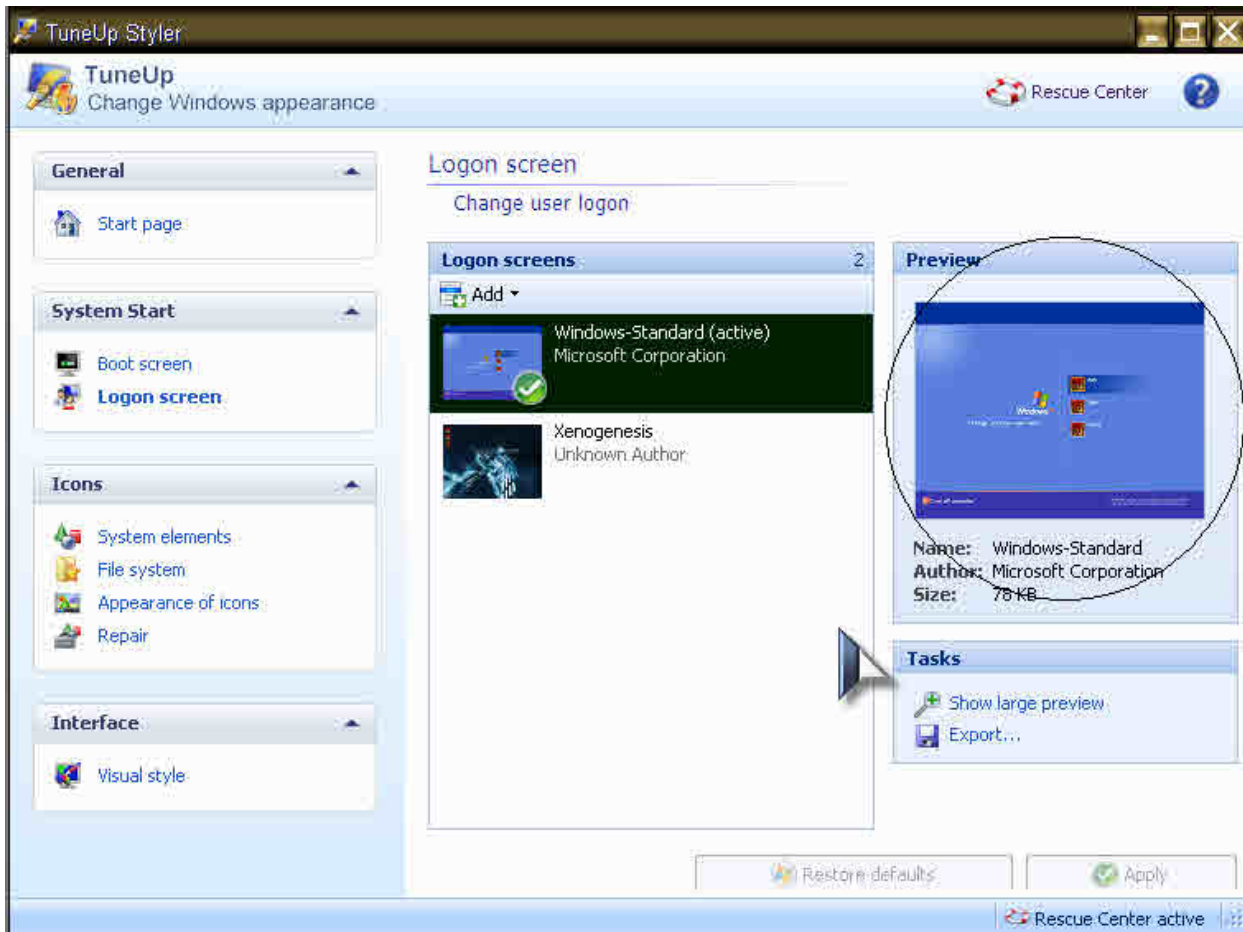 TuneUp Styler
TuneUp
Change Windows appearance
Rescue Center
General
Start page
System Start
Boot screen
Logon screen
Icons
System elements
File system
Appearance of icons
Repair
Interface
Visual style
Logon screen
Change user logon
Logon screens 2
Add
Windows-Standard (active)
Microsoft Corporation
Xenogenesis
Unknown Author
Preview
Windows
Name: Windows-Standard
Author: Microsoft Corporation
Size: 78 KB
Tasks
Show large preview
Export...
Restore defaults
Apply
Rescue Center active